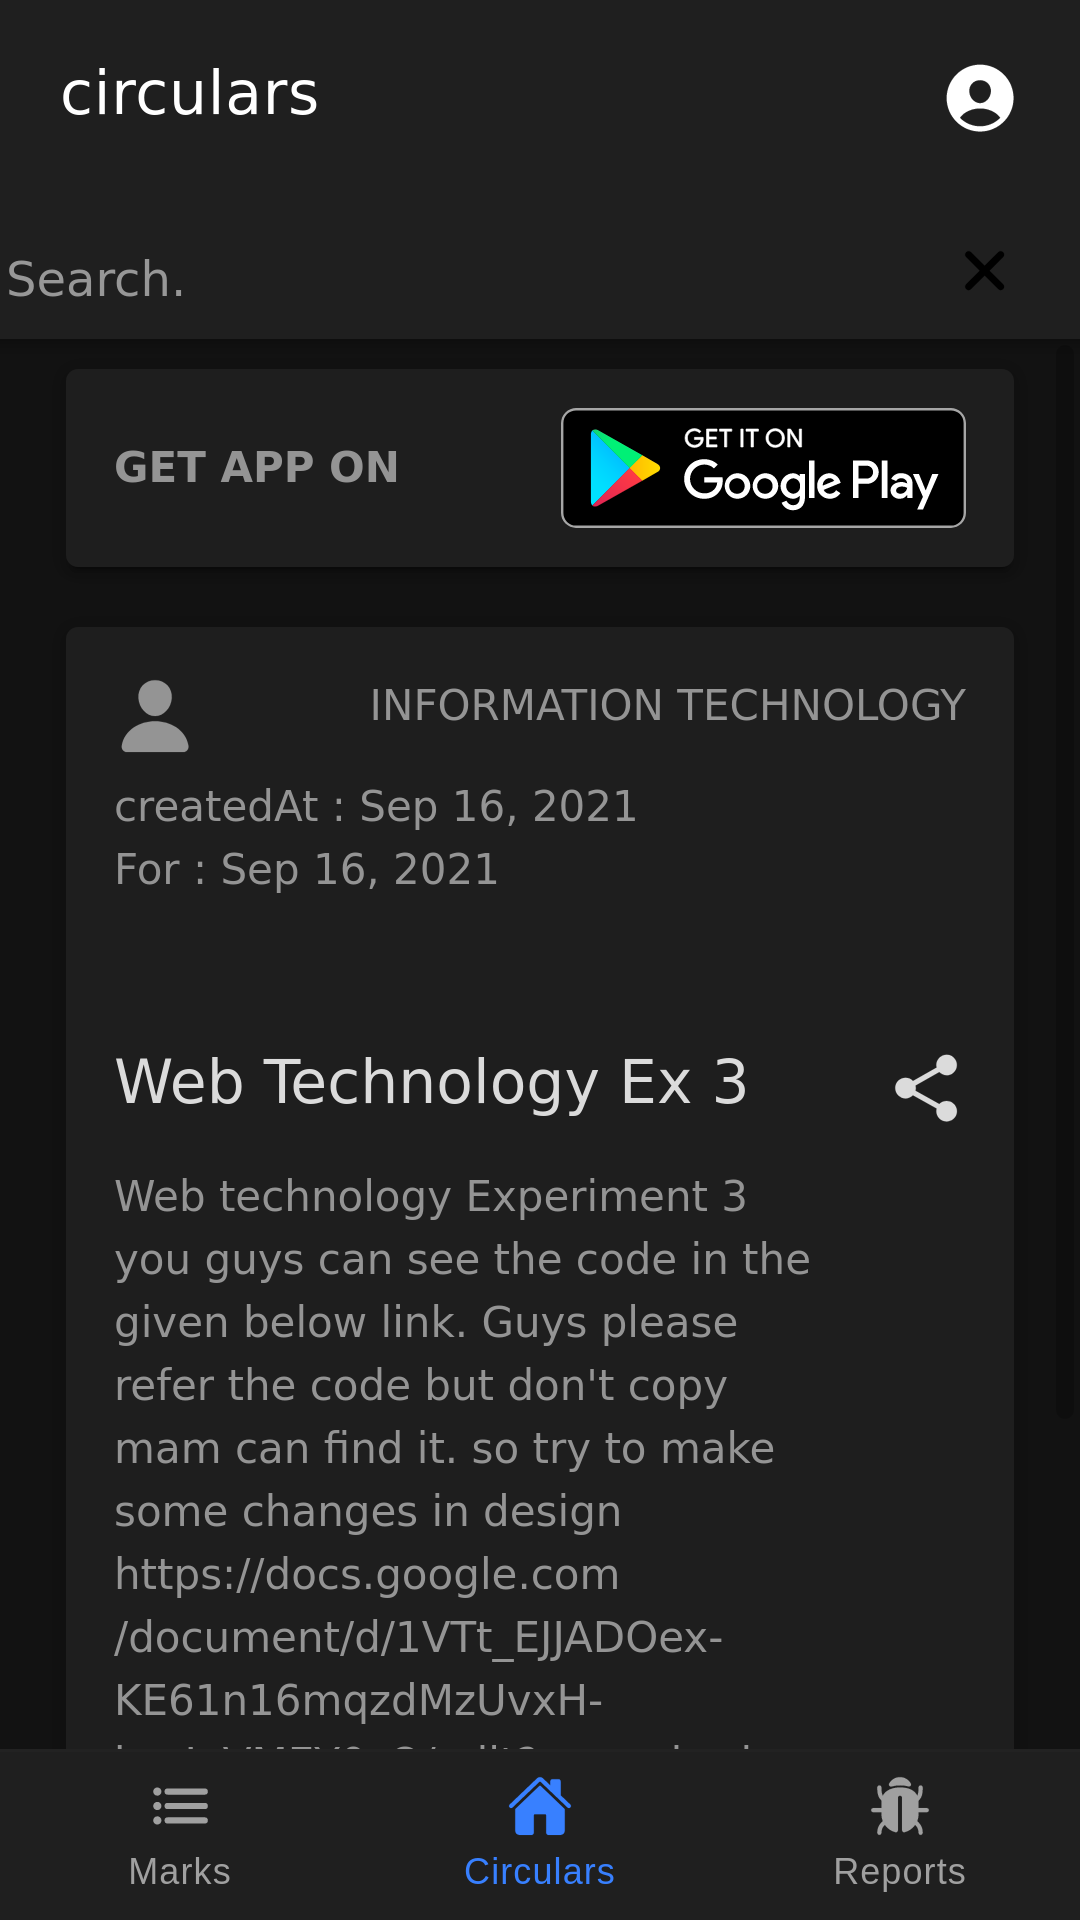 circulars
Search.
GET APP ON
GET IT ON
Google Play
INFORMATION TECHNOLOGY
createdAt : Sep 16, 2021
For : Sep 16, 2021
Web Technology Ex 3
Web technology Experiment 3
you guys can see the code in the
given below link. Guys please
refer the code but don't copy
mam can find it. so try to make
some changes in design
https://docs.google.com
/document/d/1VTt_EJJADOex-
KE61n16mqzdMzUvxH-
Marks
Circulars
Reports